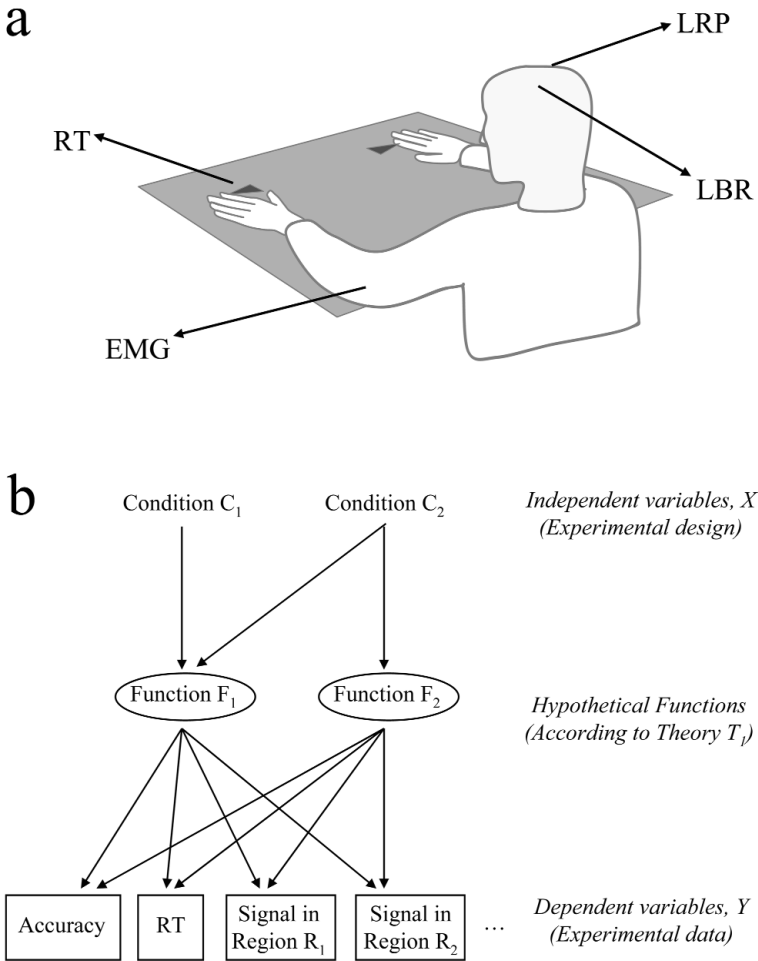 a
LRP
RT
LBR
EMG
b
Condition C₁
Condition C₂
Independent variables, X
(Experimental design)
Function F₁
Function F₂
Hypothetical Functions
(According to Theory T₁)
Accuracy
RT
Signal in
Region R₁
Signal in
Region R₂
...
Dependent variables, Y
(Experimental data)